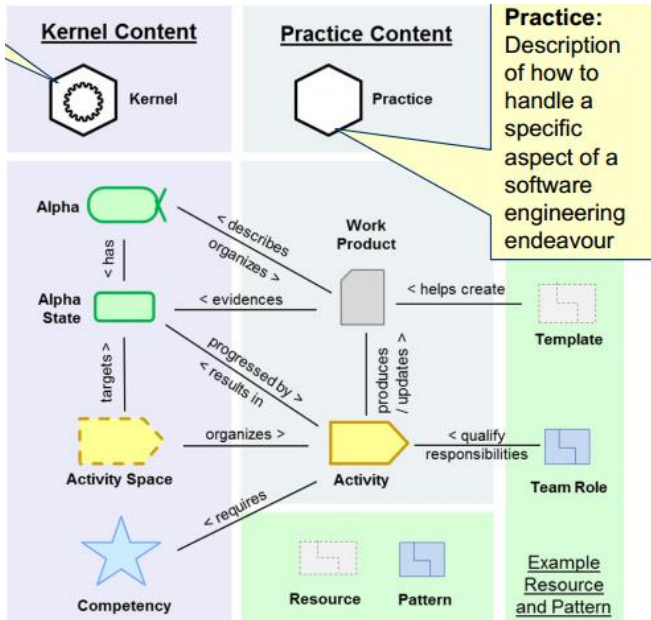 Kernel Content
Practice Content
Practice:
Description
of how to
handle a
specific
aspect of a
software
engineering
endeavour
Kernel
Practice
Alpha
< describes
organizes >
Work
Product
< has
Alpha
State
< evidences
< helps create
Template
targets >
progressed by >
< results in
produces
/ updates >
Activity Space
organizes >
Activity
< qualify
responsibilities
Team Role
< requires
Competency
Resource
Pattern
Example
Resource
and Pattern